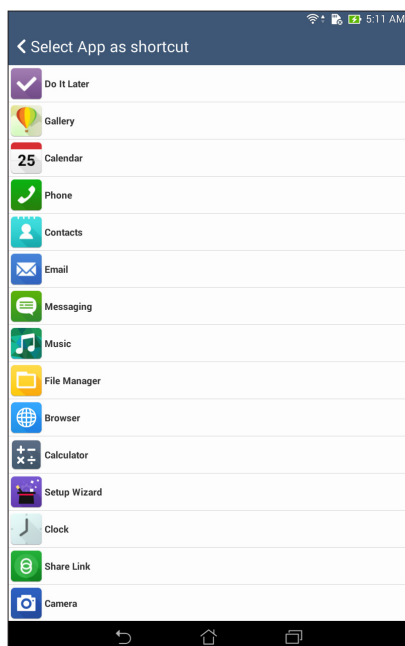 5:11 AM
Select App as shortcut
Do It Later
Gallery
25
Calendar
Phone
Contacts
Email
Messaging
Music
File Manager
Browser
Calculator
Setup Wizard
Clock
Share Link
Camera